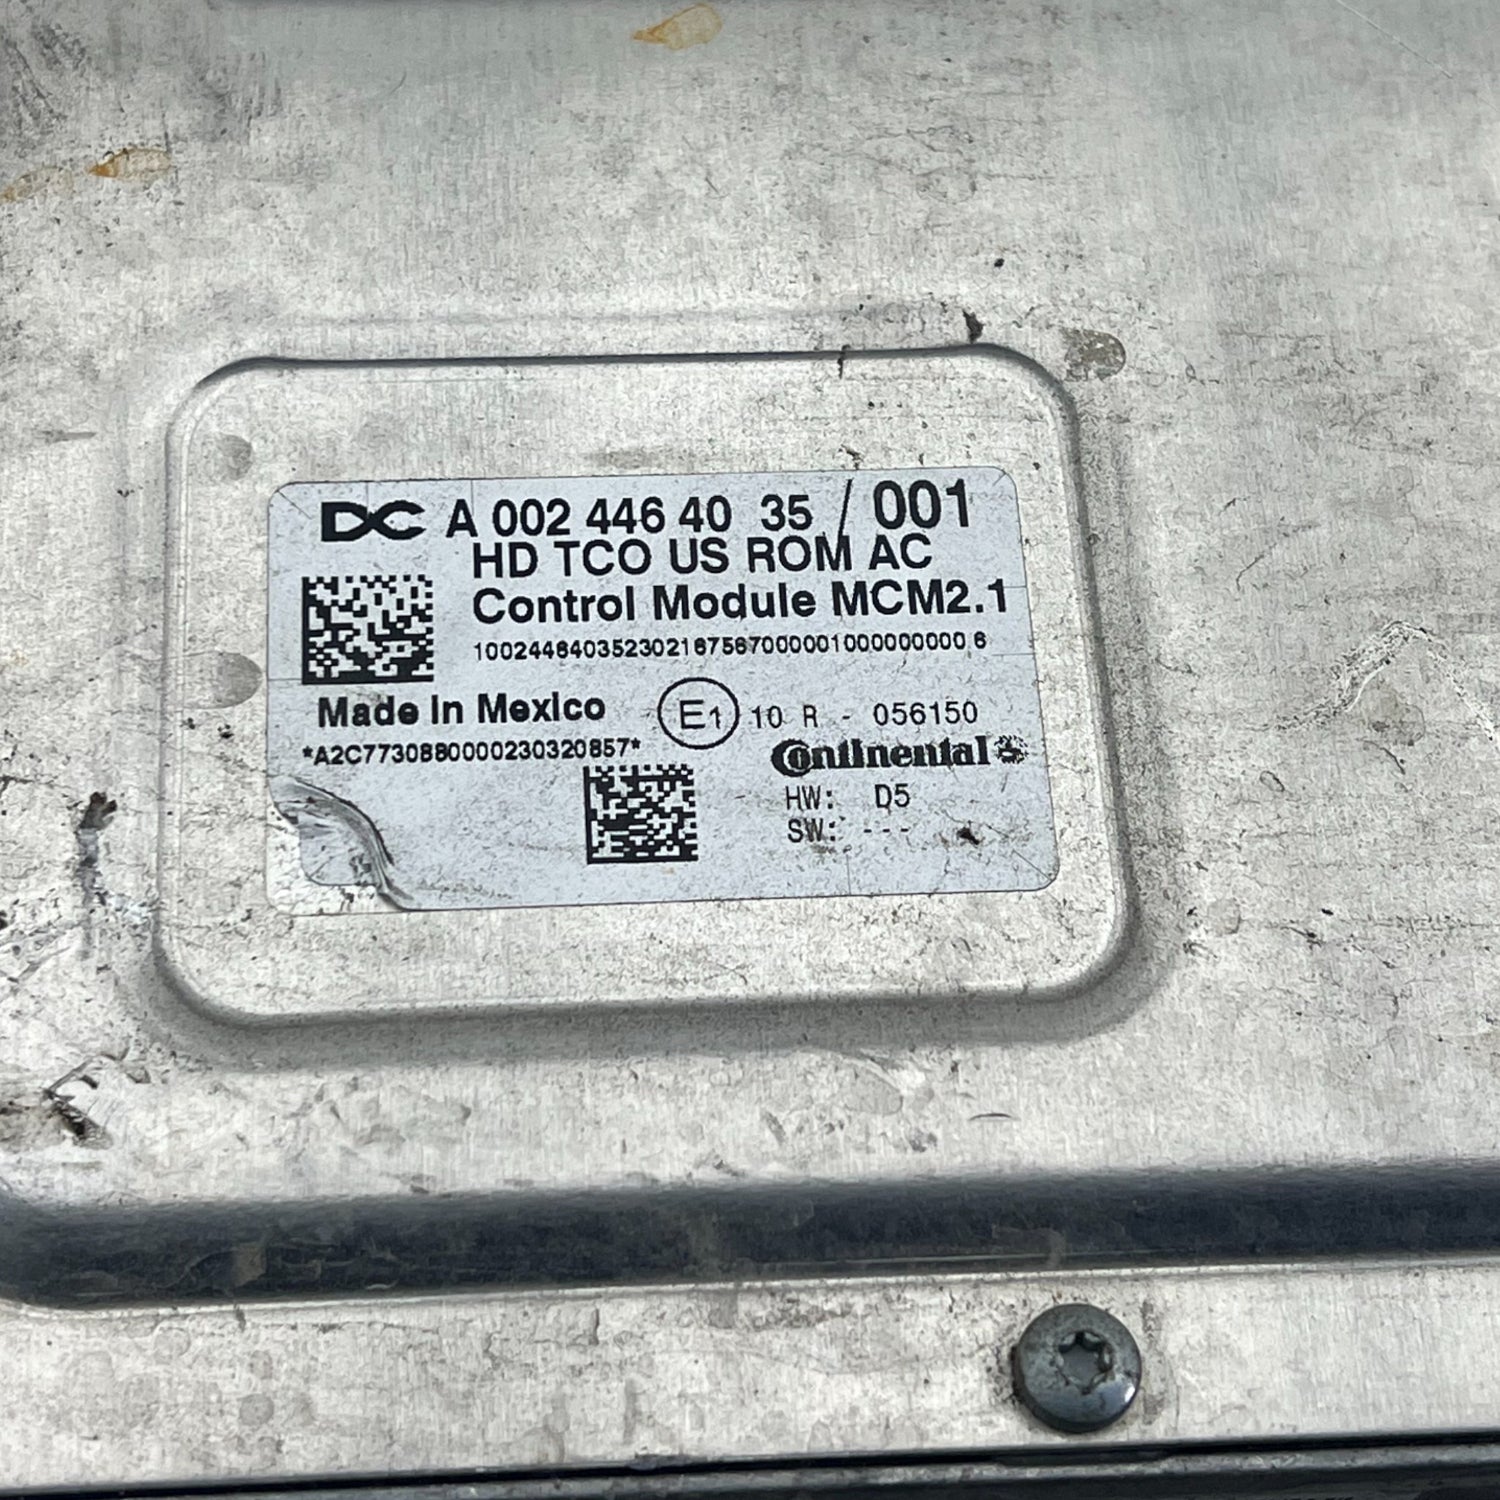 DC A 002 446 40 35 / 001
HD TCO US ROM AC
Control Module MCM2.1
10024464035230218756700000100000000 0 6
Made In Mexico E1 10 R - 056150
*A2C7730880000230320857*
Continental
HW: D5
SW: ---